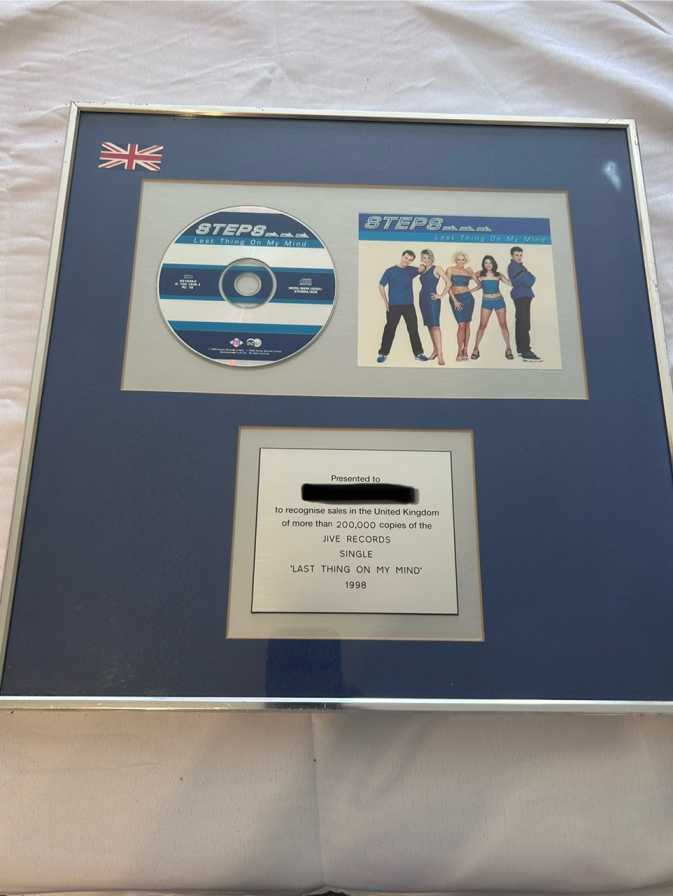 STEPS
Last Thing On My Mind
STEPS
Last Thing On My Mind
Presented to
to recognise sales in the United Kingdom
of more than 200,000 copies of the
JIVE RECORDS
SINGLE
'LAST THING ON MY MIND'
1998